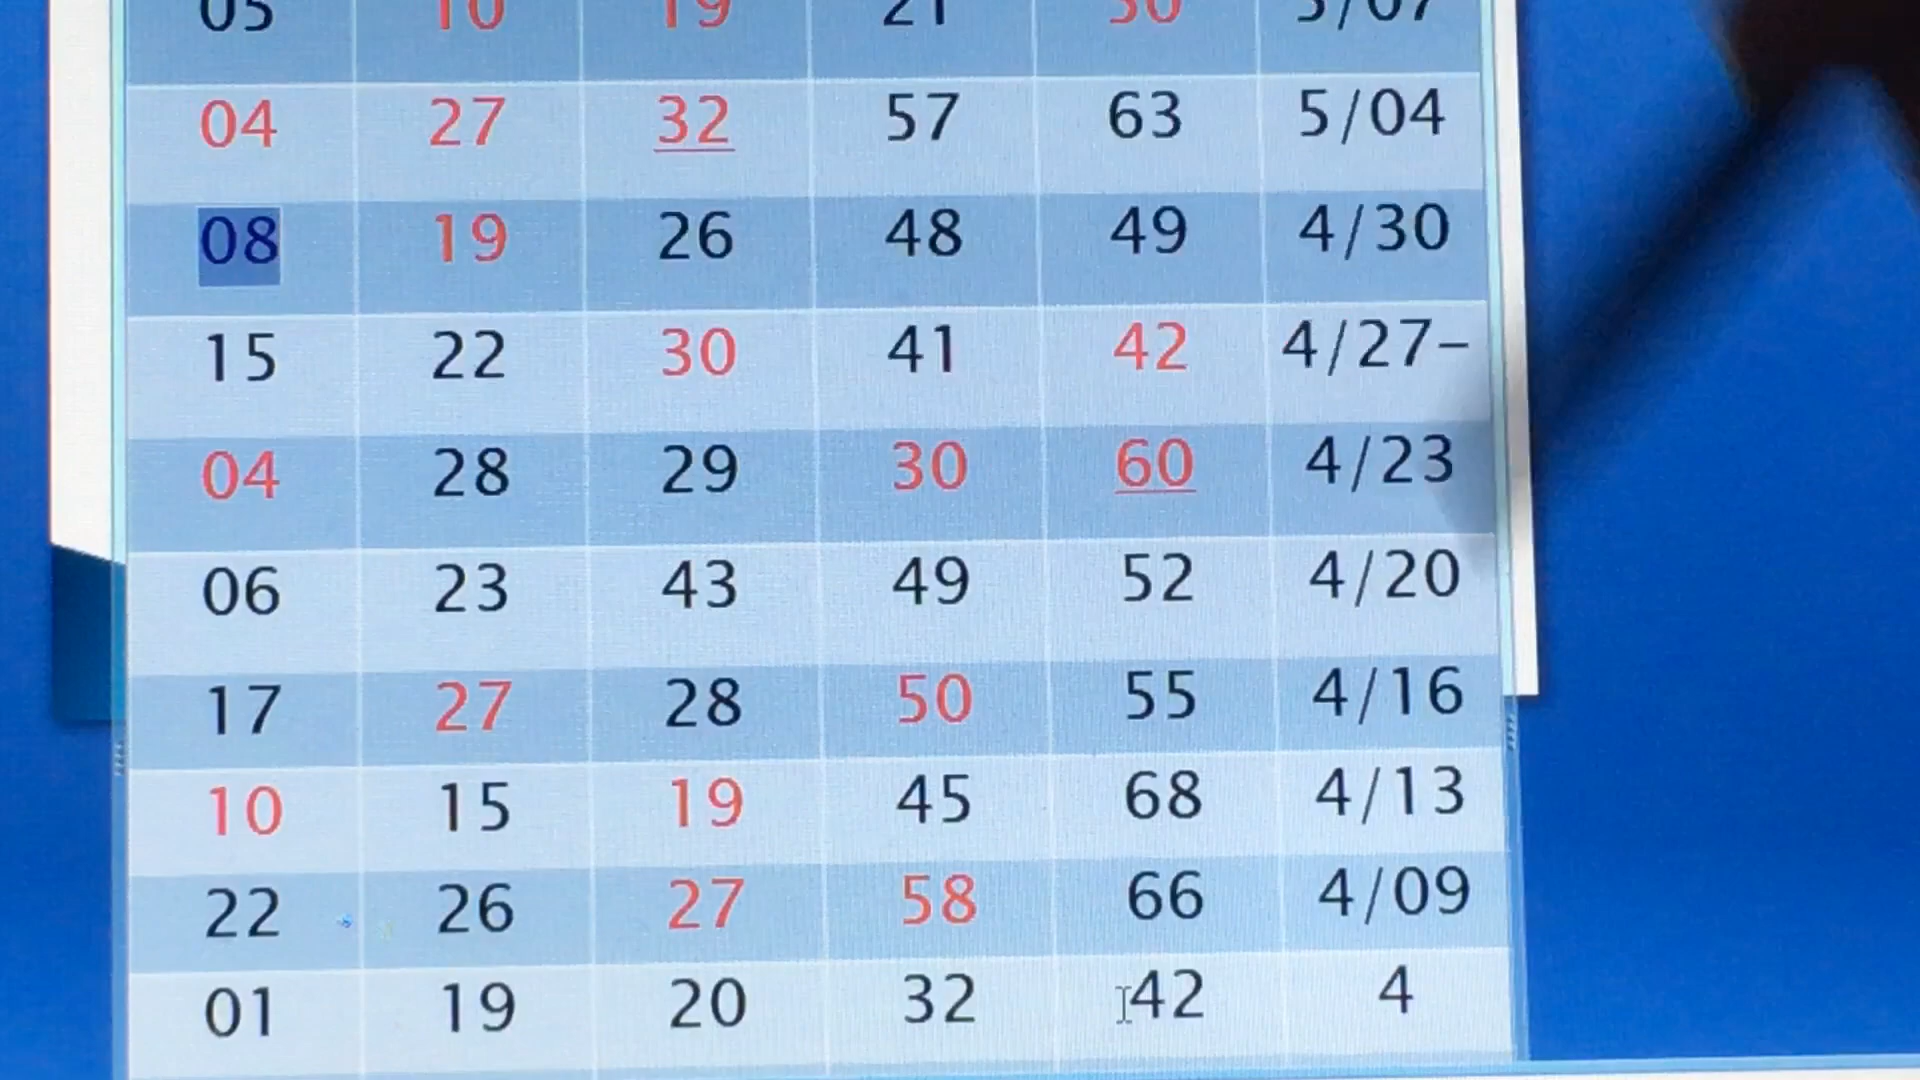 05 10 19 21 30 5/07
04 27 32 57 63 5/04
08 19 26 48 49 4/30
15 22 30 41 42 4/27-
04 28 29 30 60 4/23
06 23 43 49 52 4/20
17 27 28 50 55 4/16
10 15 19 45 68 4/13
22 26 27 58 66 4/09
01 19 20 32 42 4